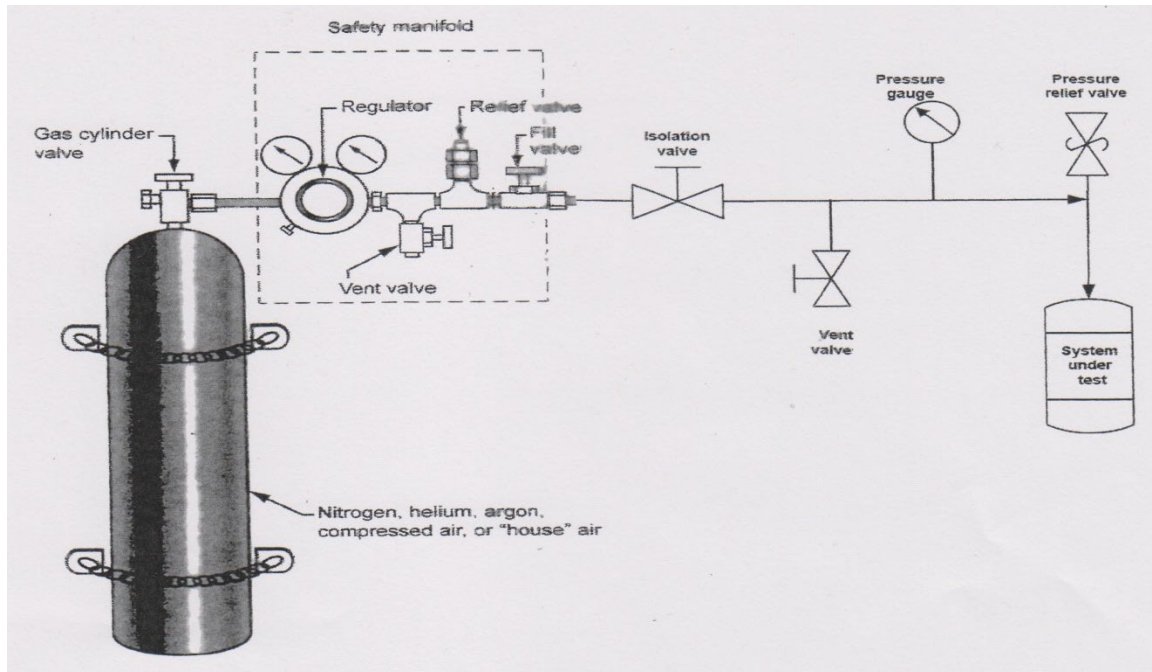 Safety manifold
Regulator
Relief valve
Fill
valve
Gas cylinder
valve
Vent valve
Isolation
valve
Pressure
gauge
Pressure
relief valve
Vent
valve
System
under
test
Nitrogen, helium, argon,
compressed air, or "house" air